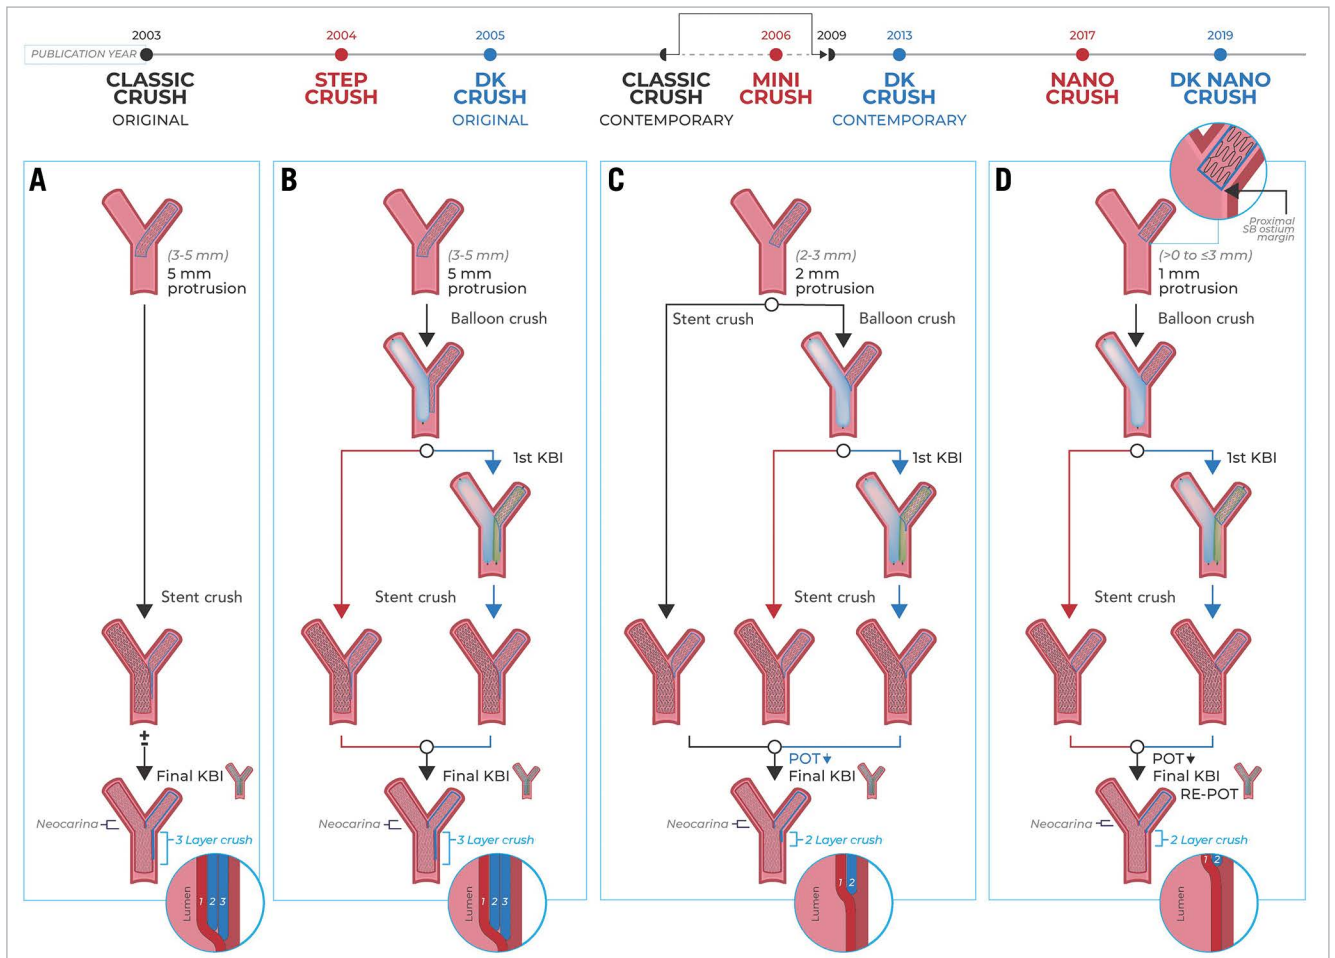 2003
2004
2005
2006
2009
2013
2017
2019
PUBLICATION YEAR
CLASSIC
CRUSH
ORIGINAL
STEP
CRUSH
DK
CRUSH
ORIGINAL
CLASSIC
CRUSH
CONTEMPORARY
MINI
CRUSH
DK
CRUSH
CONTEMPORARY
NANO
CRUSH
DK NANO
CRUSH
A
(3-5 mm)
5 mm
protrusion
Stent crush
+
-
Final KBI
Neocarina
3 Layer crush
Lumen
1 2 3
B
(3-5 mm)
5 mm
protrusion
Balloon crush
1st KBI
Stent crush
Final KBI
Neocarina
3 Layer crush
Lumen
1 2 3
C
(2-3 mm)
2 mm
protrusion
Stent crush
Balloon crush
1st KBI
Stent crush
POT
Final KBI
Neocarina
2 Layer crush
Lumen
1 2
D
Proximal
SB ostium
margin
(>0 to ≤3 mm)
1 mm
protrusion
Balloon crush
1st KBI
Stent crush
POT
Final KBI
RE-POT
Neocarina
2 Layer crush
Lumen
1 2